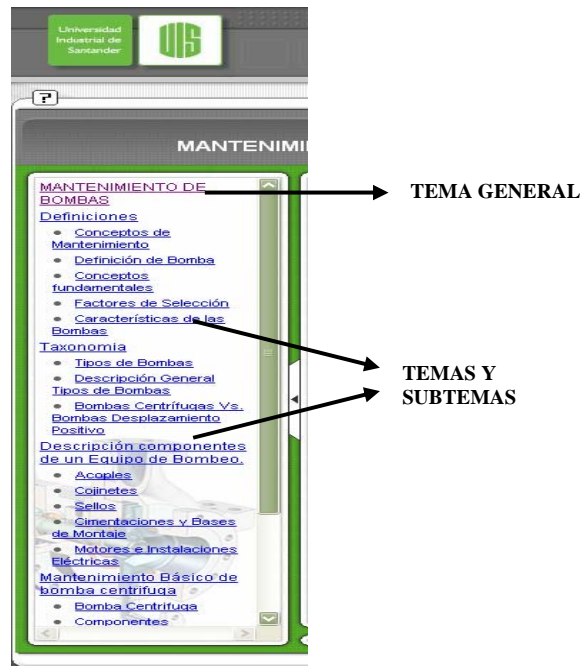 Universidad
Industrial de
Santander
UIS
?
MANTENIMI
MANTENIMIENTO DE
BOMBAS
Definiciones
Conceptos de
Mantenimiento
Definición de Bomba
Conceptos
fundamentales
Factores de Selección
Características de las
Bombas
Taxonomia
Tipos de Bombas
Descripción General
Tipos de Bombas
Bombas Centrífugas Vs.
Bombas Desplazamiento
Positivo
Descripción componentes
de un Equipo de Bombeo.
Acoples
Cojinetes
Sellos
Cimentaciones y Bases
de Montaje
Motores e Instalaciones
Eléctricas
Mantenimiento Básico de
bomba centrifuga
Bomba Centrifuga
Componentes
TEMA GENERAL
TEMAS Y
SUBTEMAS